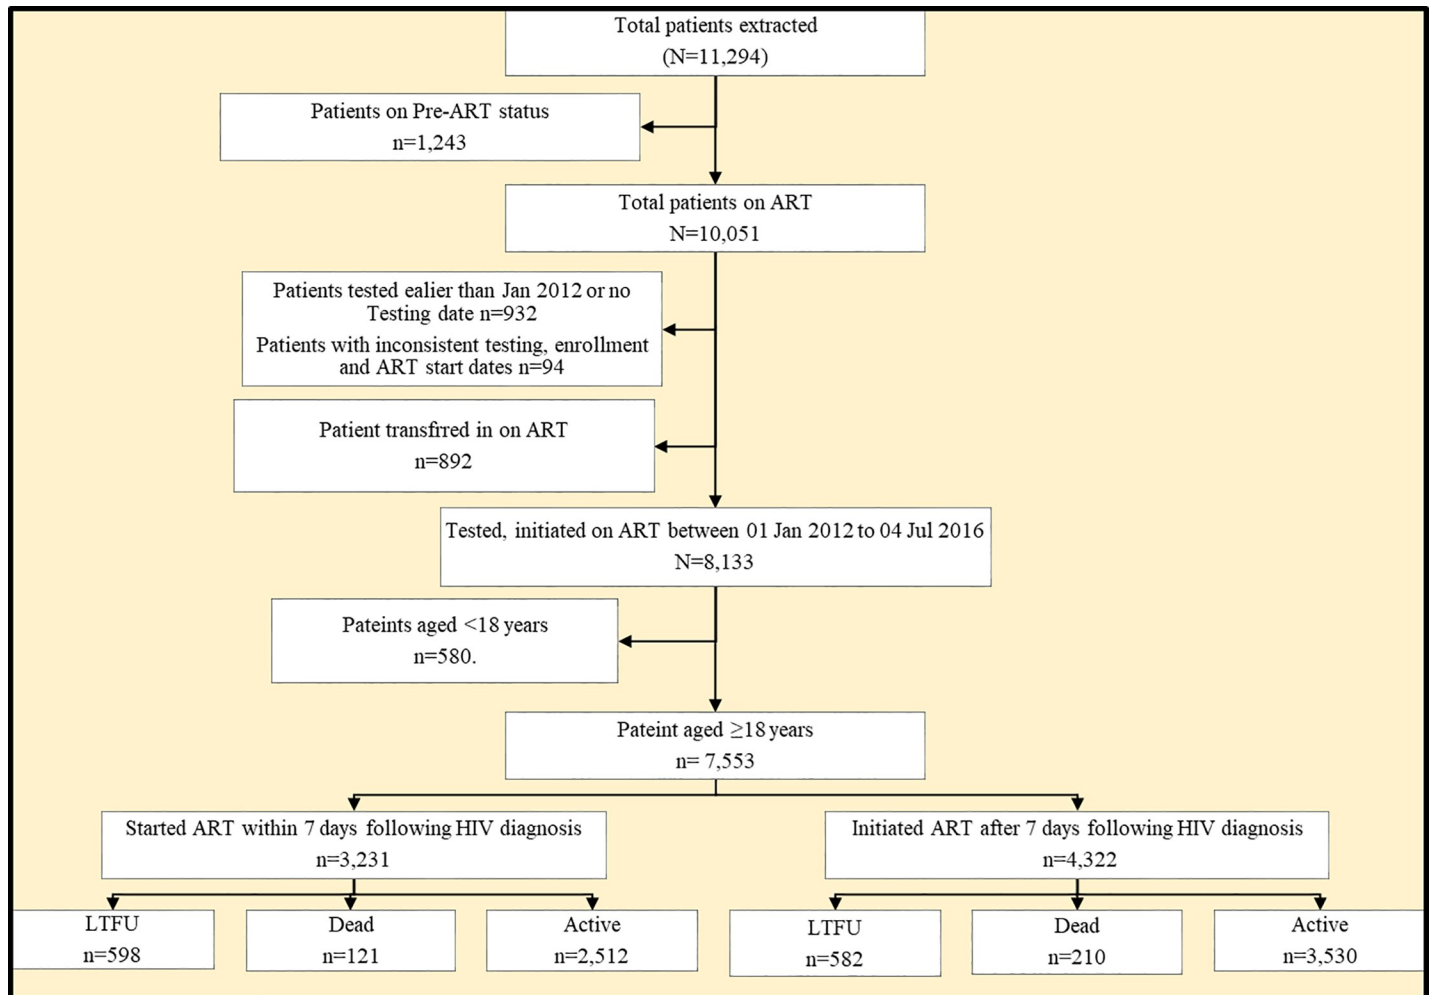 Total patients extracted
(N=11,294)
Patients on Pre-ART status
n=1,243
Total patients on ART
N=10,051
Patients tested ealier than Jan 2012 or no
Testing date n=932
Patients with inconsistent testing, enrollment
and ART start dates n=94
Patient transfrred in on ART
n=892
Tested, initiated on ART between 01 Jan 2012 to 04 Jul 2016
N=8,133
Pateints aged <18 years
n=580.
Pateint aged ≥18 years
n= 7,553
Started ART within 7 days following HIV diagnosis
n=3,231
Initiated ART after 7 days following HIV diagnosis
n=4,322
LTFU
n=598
Dead
n=121
Active
n=2,512
LTFU
n=582
Dead
n=210
Active
n=3,530